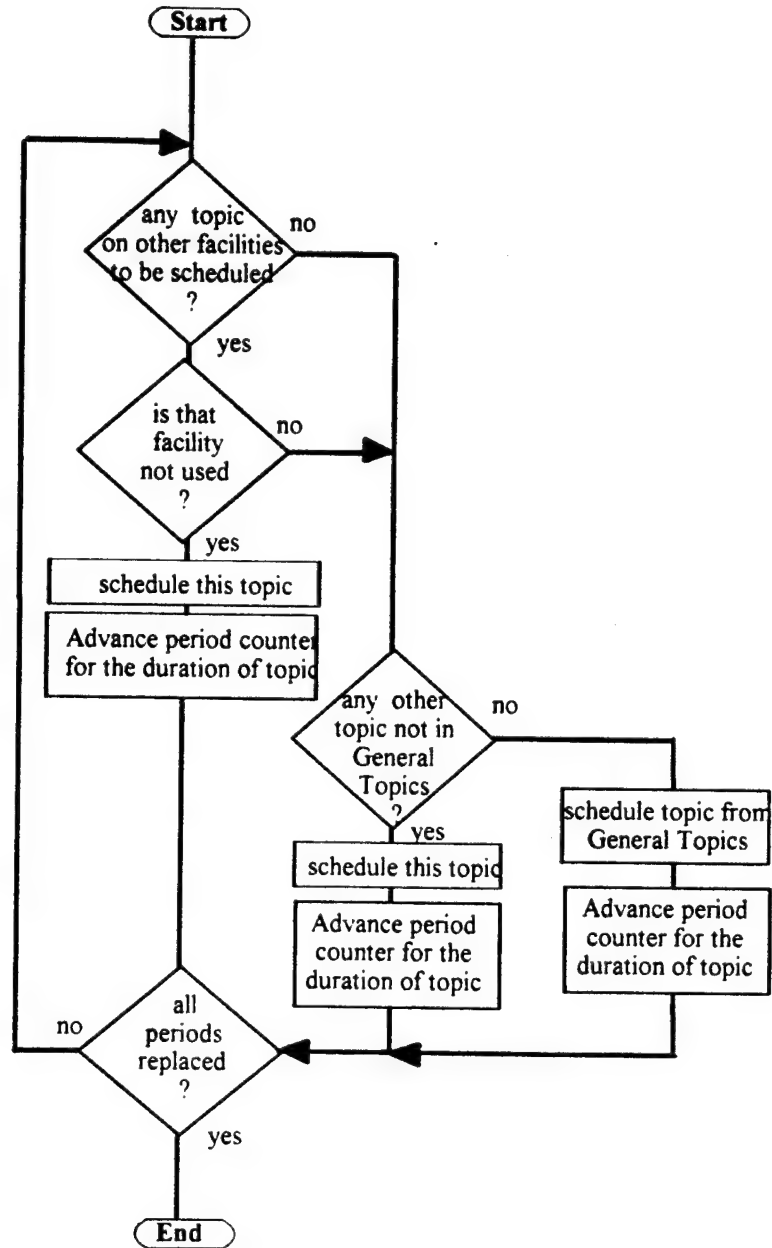 Start
any topic
on other facilities
to be scheduled
?
no
yes
is that
facility
not used
?
no
yes
schedule this topic
Advance period counter
for the duration of topic
any other
topic not in
General
Topics
?
no
yes
schedule this topic
Advance period
counter for the
duration of topic
schedule topic from
General Topics
Advance period
counter for the
duration of topic
all
periods
replaced
?
no
yes
End